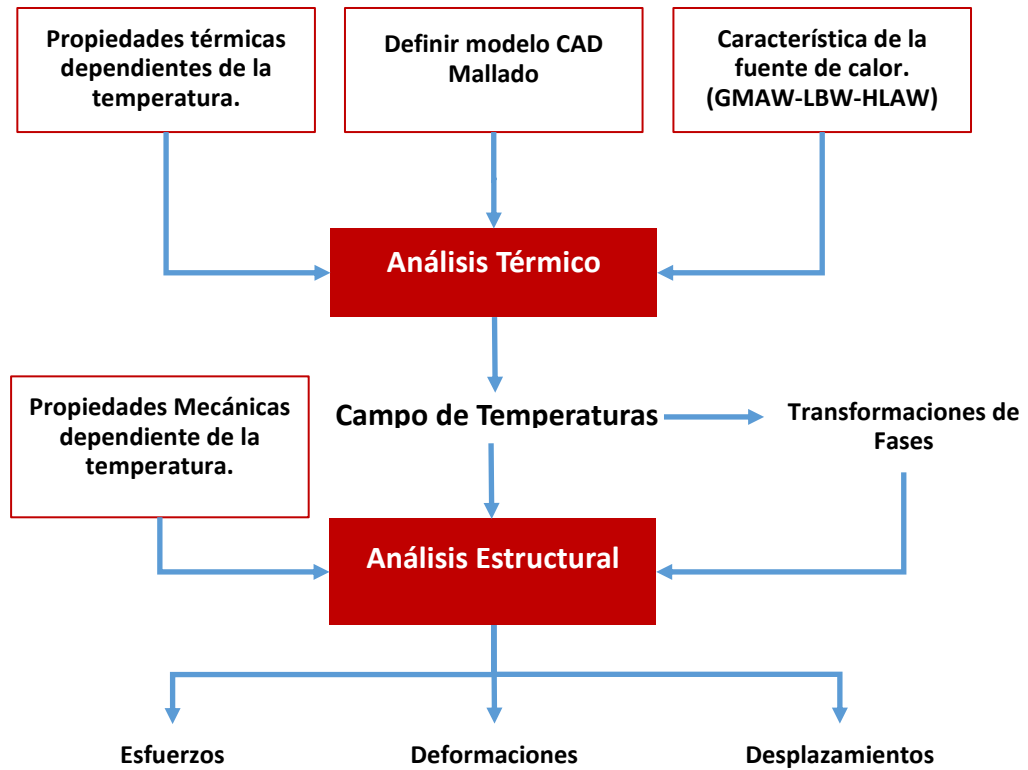 Propiedades térmicas
dependientes de la
temperatura.
Definir modelo CAD
Mallado
Característica de la
fuente de calor.
(GMAW-LBW-HLAW)
Análisis Térmico
Propiedades Mecánicas
dependiente de la
temperatura.
Campo de Temperaturas
Transformaciones de
Fases
Análisis Estructural
Esfuerzos
Deformaciones
Desplazamientos